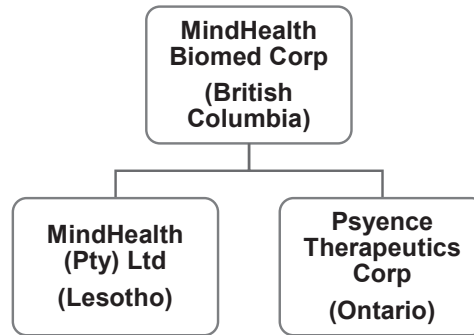 MindHealth
Biomed Corp
(British
Columbia)
MindHealth
(Pty) Ltd
(Lesotho)
Psyence
Therapeutics
Corp
(Ontario)